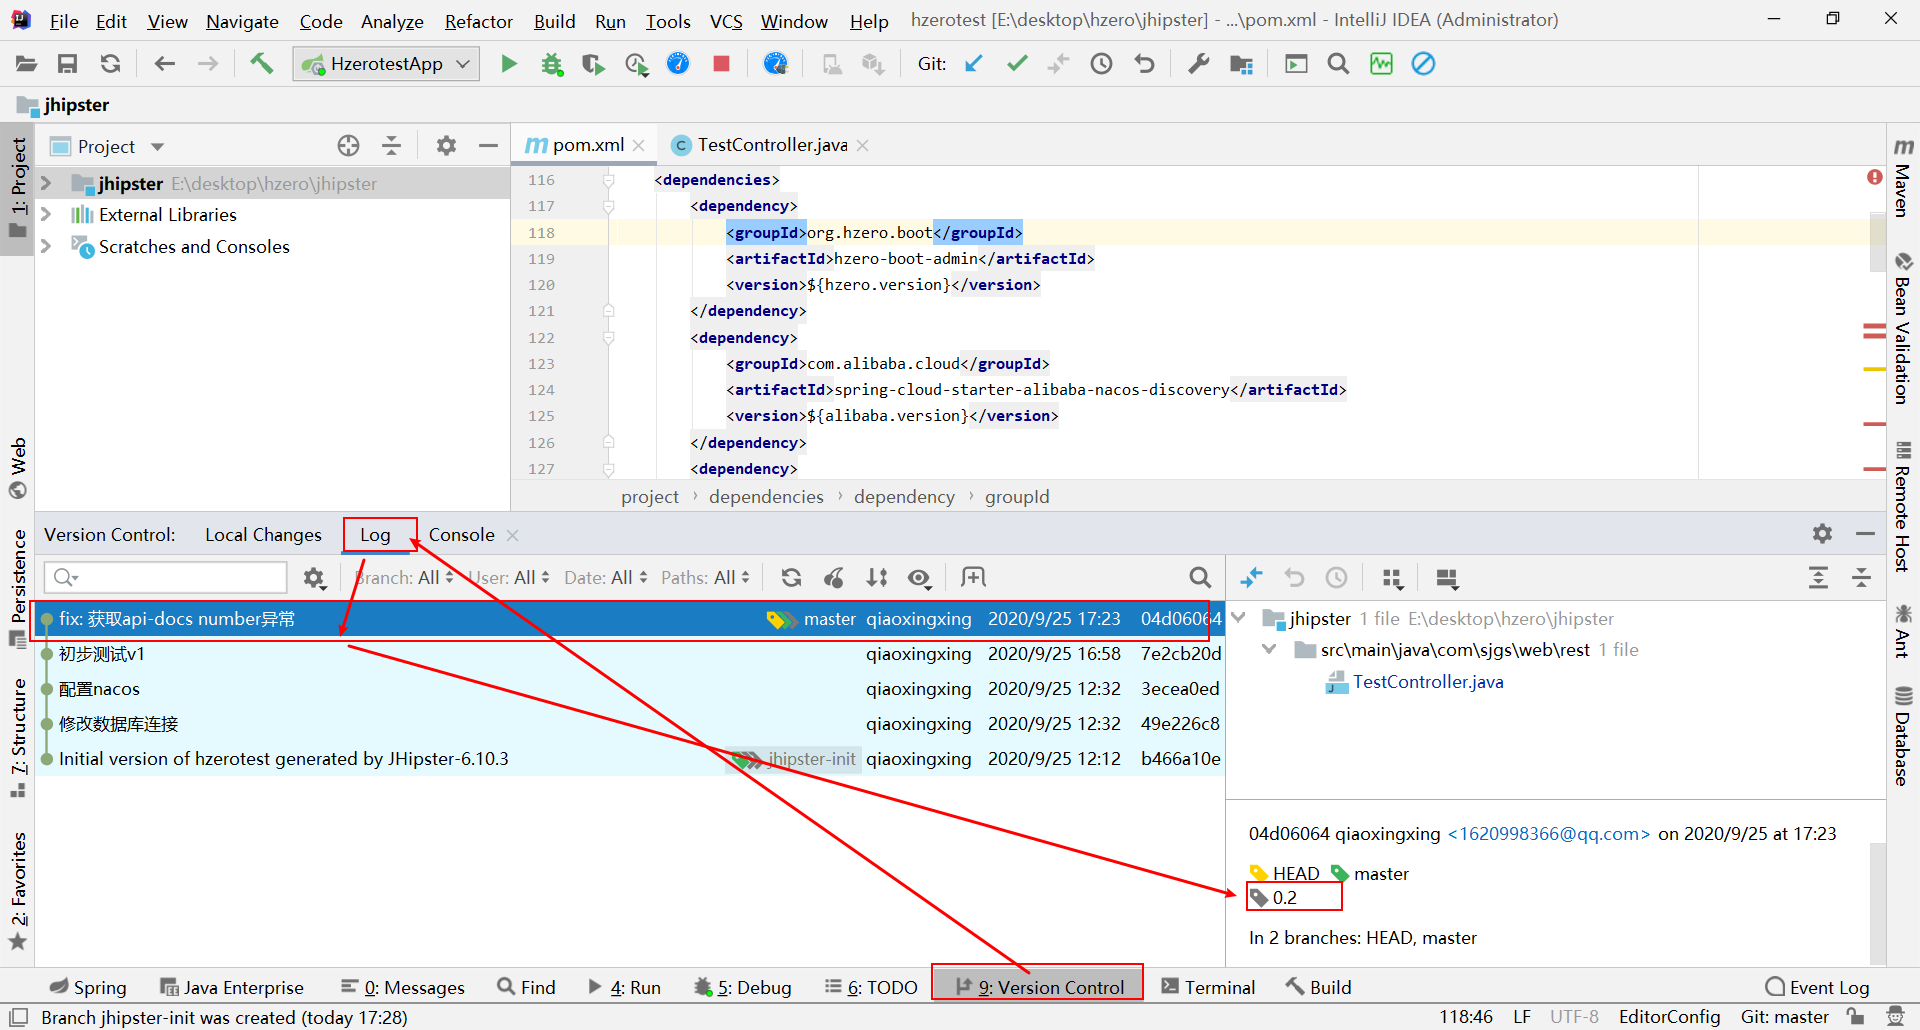 File Edit View Navigate Code Analyze Refactor Build Run Tools VCS Window Help hzerotest [E:\desktop\hzero\jhipster] - ...\pom.xml - IntelliJ IDEA (Administrator)
HzerotestApp Git:
jhipster
Project
pom.xml
TestController.java
jhipster E:\desktop\hzero\jhipster
External Libraries
Scratches and Consoles
116 <dependencies>
117 <dependency>
118 <groupId>org.hzero.boot</groupId>
119 <artifactId>hzero-boot-admin</artifactId>
120 <version>${hzero.version}</version>
121 </dependency>
122 <dependency>
123 <groupId>com.alibaba.cloud</groupId>
124 <artifactId>spring-cloud-starter-alibaba-nacos-discovery</artifactId>
125 <version>${alibaba.version}</version>
126 </dependency>
127 <dependency>
project › dependencies › dependency › groupId
1: Project
Web
Persistence
7: Structure
2: Favorites
Maven
Bean Validation
Remote Host
Ant
Database
Version Control: Local Changes Log Console
Branch: All User: All Date: All Paths: All
fix: 获取api-docs number异常 master qiaoxingxing 2020/9/25 17:23 04d06064
初步测试v1 qiaoxingxing 2020/9/25 16:58 7e2cb20d
配置nacos qiaoxingxing 2020/9/25 12:32 3ecea0ed
修改数据库连接 qiaoxingxing 2020/9/25 12:32 49e226c8
Initial version of hzerotest generated by JHipster-6.10.3 jhipster-init qiaoxingxing 2020/9/25 12:12 b466a10e
jhipster 1 file E:\desktop\hzero\jhipster
src\main\java\com\sjgs\web\rest 1 file
TestController.java
04d06064 qiaoxingxing <1620998366@qq.com> on 2020/9/25 at 17:23
HEAD master
0.2
In 2 branches: HEAD, master
Spring Java Enterprise 0: Messages Find 4: Run 5: Debug 6: TODO 9: Version Control Terminal Build Event Log
Branch jhipster-init was created (today 17:28) 118:46 LF UTF-8 EditorConfig Git: master